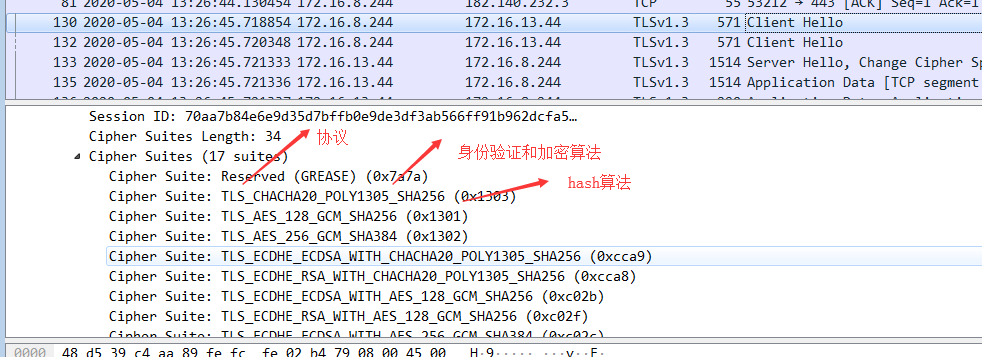 81 2020-05-04 13:26:44.130454 172.16.8.244 182.140.232.3 TCP 55 53212 → 443 [ACK] Seq=1 Ack=1
130 2020-05-04 13:26:45.718854 172.16.8.244 172.16.13.44 TLSv1.3 571 Client Hello
132 2020-05-04 13:26:45.720348 172.16.8.244 172.16.13.44 TLSv1.3 571 Client Hello
133 2020-05-04 13:26:45.721333 172.16.13.44 172.16.8.244 TLSv1.3 1514 Server Hello, Change Cipher Sp
135 2020-05-04 13:26:45.721336 172.16.13.44 172.16.8.244 TLSv1.3 1514 Application Data [TCP segment
Session ID: 70aa7b84e6e9d35d7bffb0e9de3df3ab566ff91b962dcfa5…
Cipher Suites Length: 34
协议
Cipher Suites (17 suites)
身份验证和加密算法
Cipher Suite: Reserved (GREASE) (0x7a7a)
hash算法
Cipher Suite: TLS_CHACHA20_POLY1305_SHA256 (0x1303)
Cipher Suite: TLS_AES_128_GCM_SHA256 (0x1301)
Cipher Suite: TLS_AES_256_GCM_SHA384 (0x1302)
Cipher Suite: TLS_ECDHE_ECDSA_WITH_CHACHA20_POLY1305_SHA256 (0xcca9)
Cipher Suite: TLS_ECDHE_RSA_WITH_CHACHA20_POLY1305_SHA256 (0xcca8)
Cipher Suite: TLS_ECDHE_ECDSA_WITH_AES_128_GCM_SHA256 (0xc02b)
Cipher Suite: TLS_ECDHE_RSA_WITH_AES_128_GCM_SHA256 (0xc02f)
Cipher Suite: TLS_ECDHE_ECDSA_WITH_AES_256_GCM_SHA384 (0xc02c)
0000 48 d5 39 c4 aa 89 fe fc fe 02 b4 79 08 00 45 00 H.9..... ...y..E.